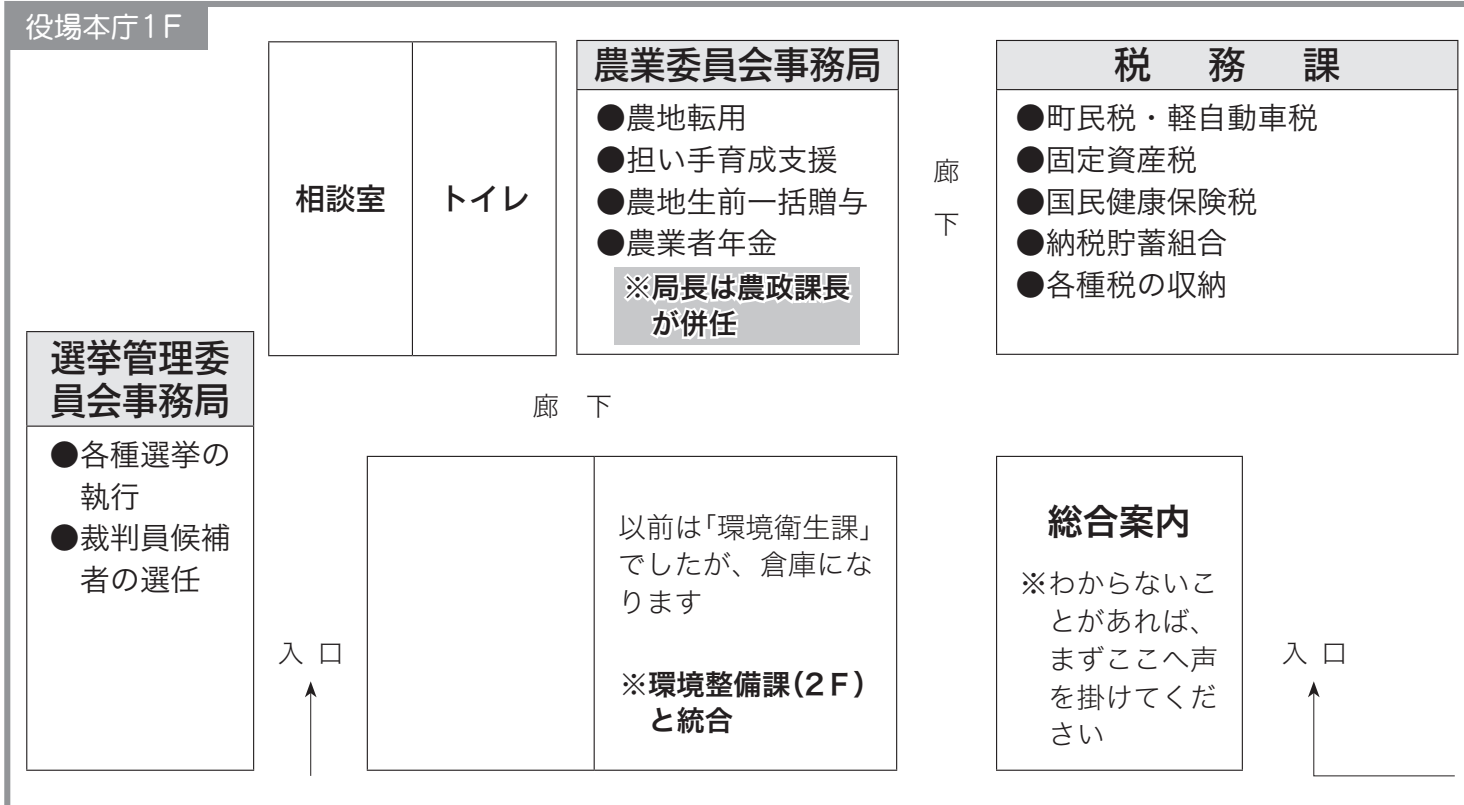 役場本庁1F
相談室
トイレ
農業委員会事務局
●農地転用
●担い手育成支援
●農地生前一括贈与
●農業者年金
※局長は農政課長
が併任
廊
下
税務課
●町民税・軽自動車税
●固定資産税
●国民健康保険税
●納税貯蓄組合
●各種税の収納
選挙管理委
員会事務局
●各種選挙の
執行
●裁判員候補
者の選任
廊下
入口
以前は「環境衛生課」
でしたが、倉庫にな
ります
※環境整備課(2F)
と統合
総合案内
※わからないこ
とがあれば、
まずここへ声
を掛けてくだ
さい
入口